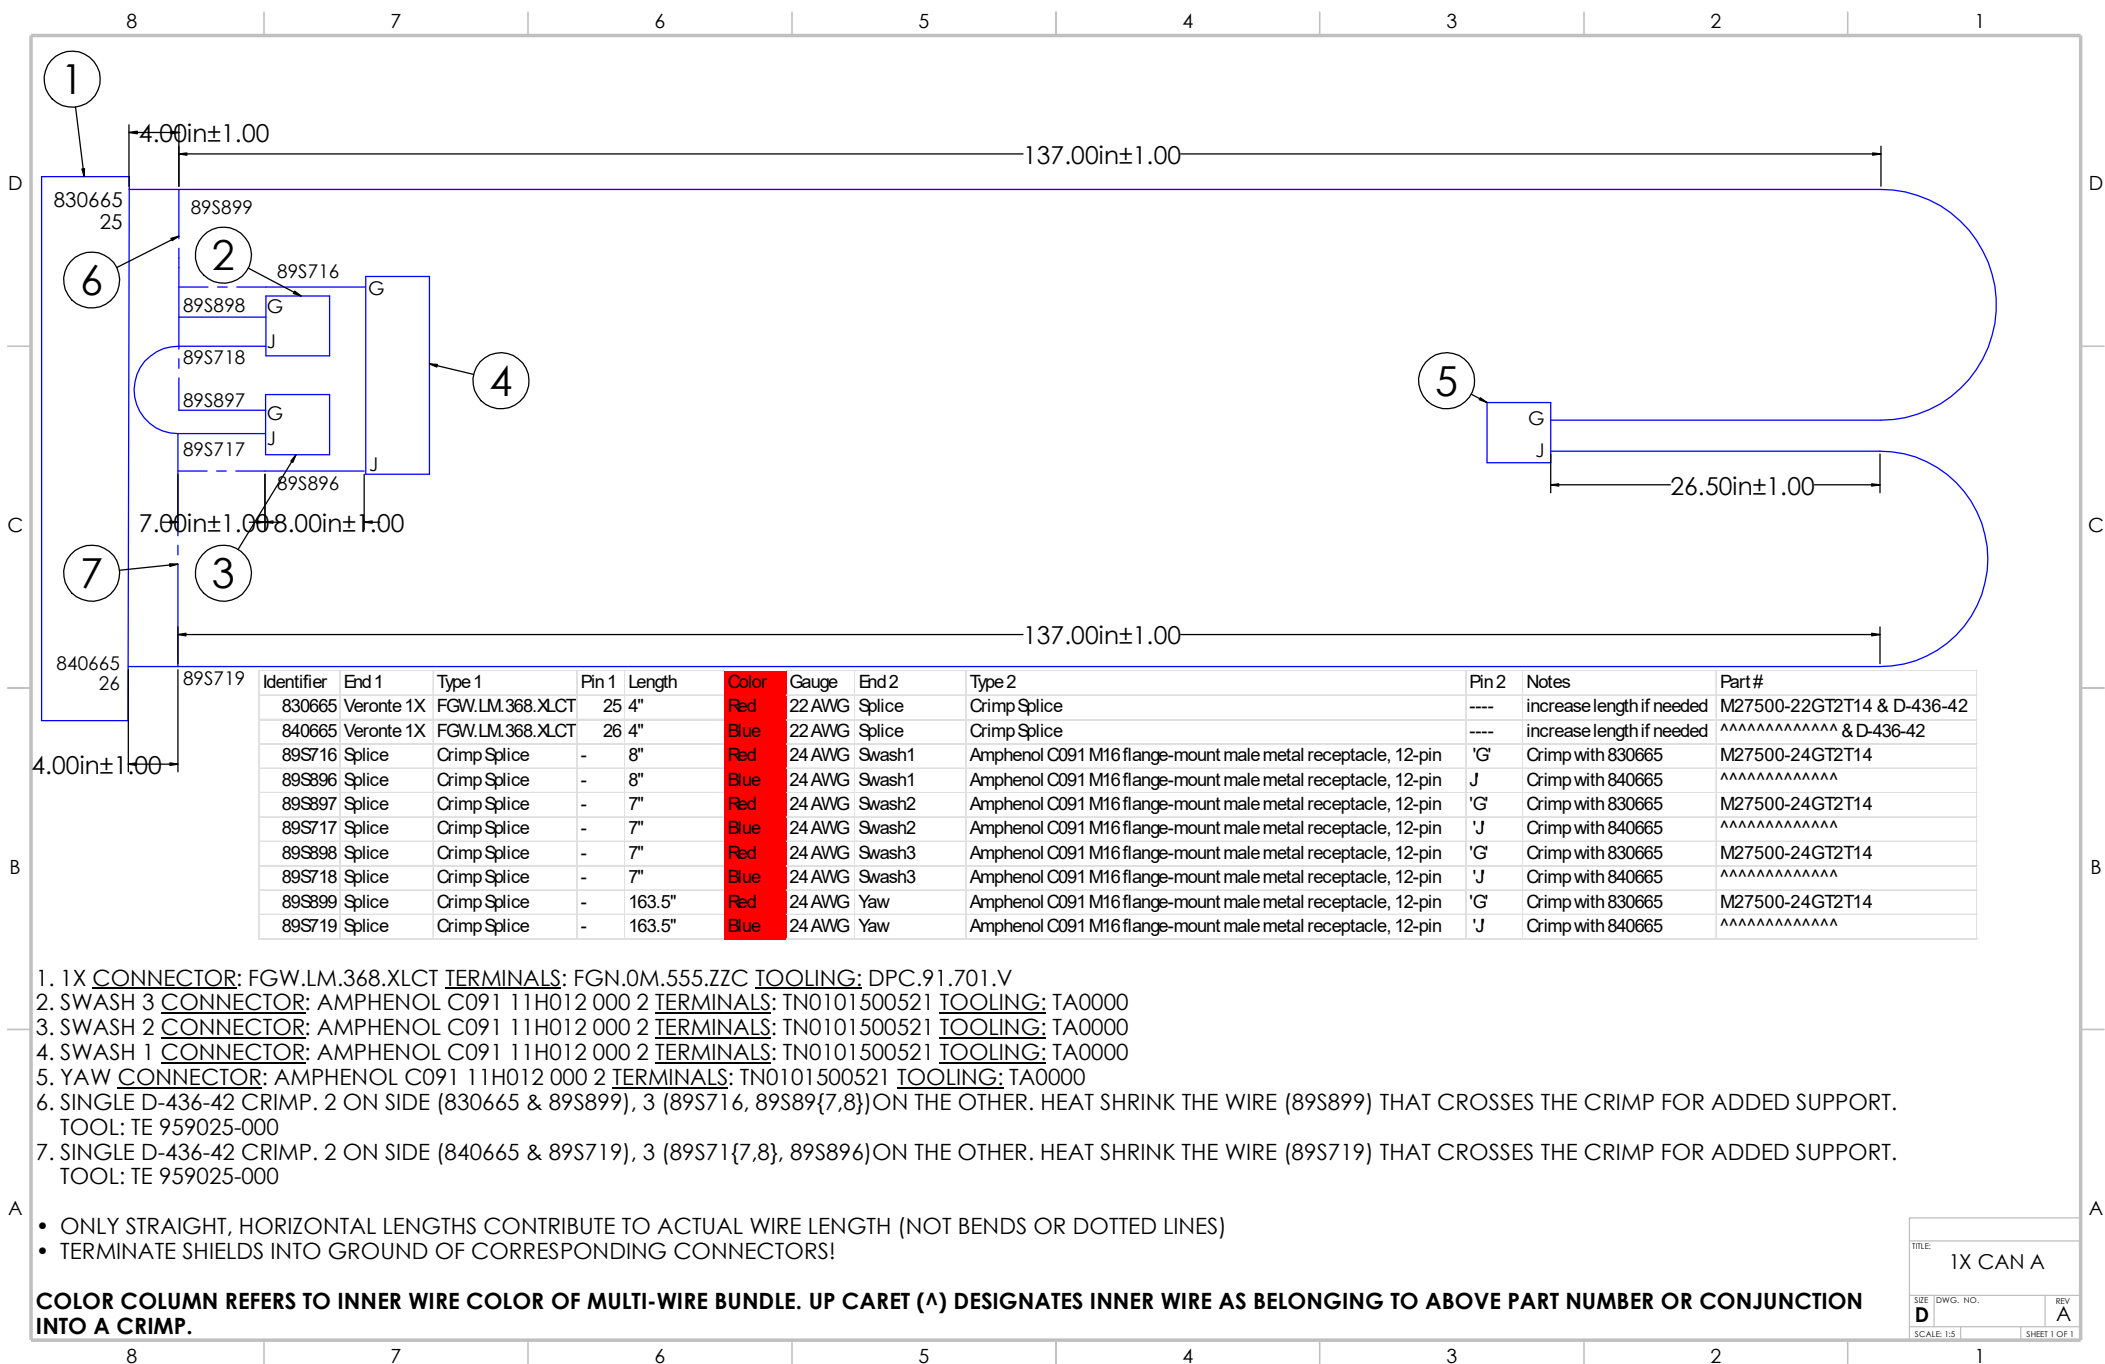 8 7 6 5 4 3 2 1
1
4.00in±1.00
137.00in±1.00
D D
830665
25
89S899
2
6
89S716
G
89S898
G
J
89S718
4
5
89S897
G
J
G
J
89S717
J
89S896
26.50in±1.00
7.00in±1.00 8.00in±1.00
C C
7
3
137.00in±1.00
840665
26
89S719
4.00in±1.00
Identifier End 1 Type 1 Pin 1 Length Color Gauge End 2 Type 2 Pin 2 Notes Part #
830665 Veronte 1X FGW.LM.368.XLCT 25 4" Red 22 AWG Splice Crimp Splice ---- increase length if needed M27500-22GT2T14 & D-436-42
840665 Veronte 1X FGW.LM.368.XLCT 26 4" Blue 22 AWG Splice Crimp Splice ---- increase length if needed ^^^^^^^^^^^^^ & D-436-42
89S716 Splice Crimp Splice - 8" Red 24 AWG Swash1 Amphenol C091 M16 flange-mount male metal receptacle, 12-pin 'G' Crimp with 830665 M27500-24GT2T14
89S896 Splice Crimp Splice - 8" Blue 24 AWG Swash1 Amphenol C091 M16 flange-mount male metal receptacle, 12-pin J' Crimp with 840665 ^^^^^^^^^^^^^
89S897 Splice Crimp Splice - 7" Red 24 AWG Swash2 Amphenol C091 M16 flange-mount male metal receptacle, 12-pin 'G' Crimp with 830665 M27500-24GT2T14
89S717 Splice Crimp Splice - 7" Blue 24 AWG Swash2 Amphenol C091 M16 flange-mount male metal receptacle, 12-pin 'J' Crimp with 840665 ^^^^^^^^^^^^^
89S898 Splice Crimp Splice - 7" Red 24 AWG Swash3 Amphenol C091 M16 flange-mount male metal receptacle, 12-pin 'G' Crimp with 830665 M27500-24GT2T14
89S718 Splice Crimp Splice - 7" Blue 24 AWG Swash3 Amphenol C091 M16 flange-mount male metal receptacle, 12-pin 'J' Crimp with 840665 ^^^^^^^^^^^^^
89S899 Splice Crimp Splice - 163.5" Red 24 AWG Yaw Amphenol C091 M16 flange-mount male metal receptacle, 12-pin 'G' Crimp with 830665 M27500-24GT2T14
89S719 Splice Crimp Splice - 163.5" Blue 24 AWG Yaw Amphenol C091 M16 flange-mount male metal receptacle, 12-pin 'J' Crimp with 840665 ^^^^^^^^^^^^^
B B
1. 1X CONNECTOR: FGW.LM.368.XLCT TERMINALS: FGN.0M.555.ZZC TOOLING: DPC.91.701.V
2. SWASH 3 CONNECTOR: AMPHENOL C091 11H012 000 2 TERMINALS: TN0101500521 TOOLING: TA0000
3. SWASH 2 CONNECTOR: AMPHENOL C091 11H012 000 2 TERMINALS: TN0101500521 TOOLING: TA0000
4. SWASH 1 CONNECTOR: AMPHENOL C091 11H012 000 2 TERMINALS: TN0101500521 TOOLING: TA0000
5. YAW CONNECTOR: AMPHENOL C091 11H012 000 2 TERMINALS: TN0101500521 TOOLING: TA0000
6. SINGLE D-436-42 CRIMP. 2 ON SIDE (830665 & 89S899), 3 (89S716, 89S89{7,8})ON THE OTHER. HEAT SHRINK THE WIRE (89S899) THAT CROSSES THE CRIMP FOR ADDED SUPPORT.
TOOL: TE 959025-000
7. SINGLE D-436-42 CRIMP. 2 ON SIDE (840665 & 89S719), 3 (89S71{7,8}, 89S896)ON THE OTHER. HEAT SHRINK THE WIRE (89S719) THAT CROSSES THE CRIMP FOR ADDED SUPPORT.
TOOL: TE 959025-000
A A
• ONLY STRAIGHT, HORIZONTAL LENGTHS CONTRIBUTE TO ACTUAL WIRE LENGTH (NOT BENDS OR DOTTED LINES)
• TERMINATE SHIELDS INTO GROUND OF CORRESPONDING CONNECTORS!
COLOR COLUMN REFERS TO INNER WIRE COLOR OF MULTI-WIRE BUNDLE. UP CARET (^) DESIGNATES INNER WIRE AS BELONGING TO ABOVE PART NUMBER OR CONJUNCTION
INTO A CRIMP.
TITLE:
1X CAN A
SIZE DWG. NO. REV
D A
SCALE: 1:5 SHEET 1 OF 1
8 7 6 5 4 3 2 1